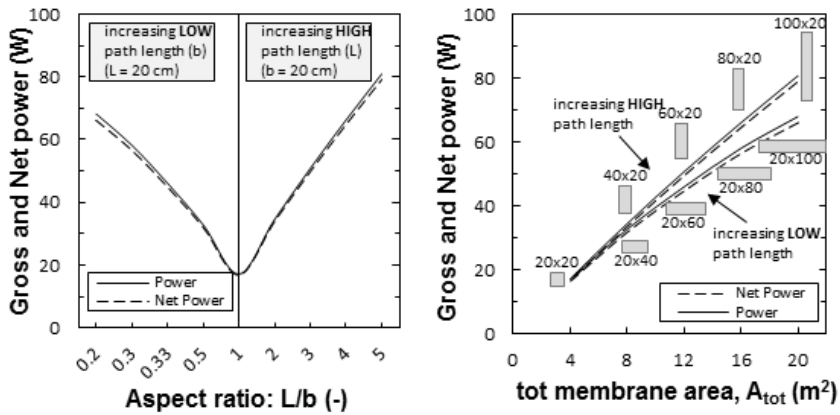 Gross and Net power (W)
100
80
60
40
20
0
increasing LOW
path length (b)
(L = 20 cm)
increasing HIGH
path length (L)
(b = 20 cm)
Power
Net Power
0.2
0.3
0.33
0.5
1
2
3
4
5
Aspect ratio: L/b (-)
Gross and Net power (W)
100
80
60
40
20
0
100x20
80x20
60x20
40x20
20x20
increasing HIGH
path length
20x100
20x80
20x60
20x40
increasing LOW
path length
Net Power
Power
0
4
8
12
16
20
tot membrane area, Atot (m²)